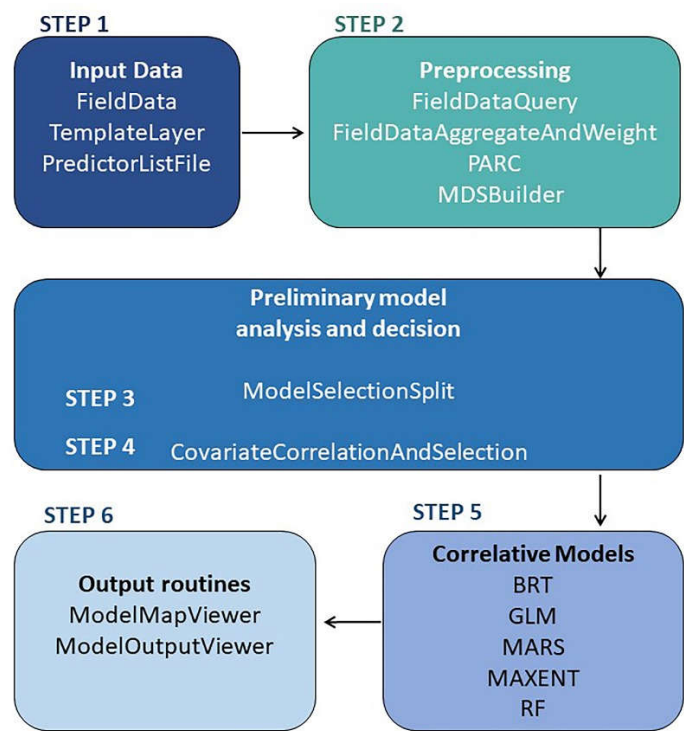 STEP 1
Input Data
FieldData
TemplateLayer
PredictorListFile
STEP 2
Preprocessing
FieldDataQuery
FieldDataAggregateAndWeight
PARC
MDSBuilder
Preliminary model
analysis and decision
STEP 3 ModelSelectionSplit
STEP 4 CovariateCorrelationAndSelection
STEP 5
Correlative Models
BRT
GLM
MARS
MAXENT
RF
STEP 6
Output routines
ModelMapViewer
ModelOutputViewer